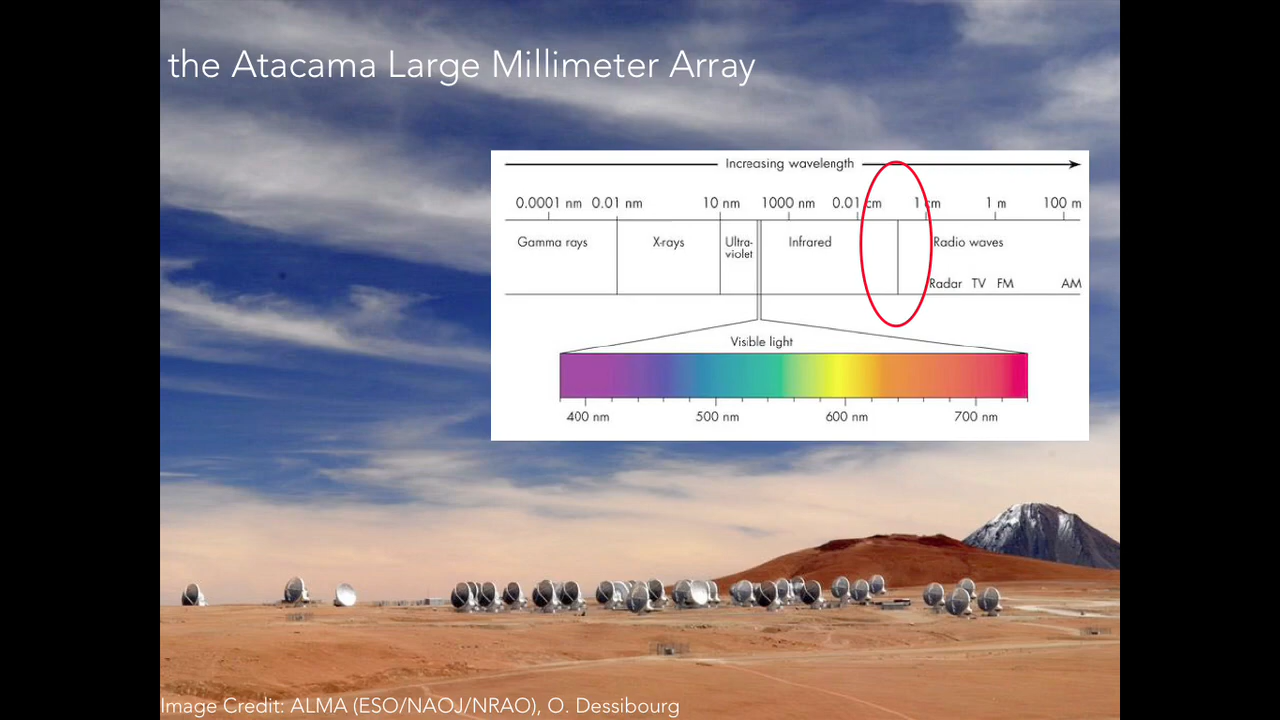 the Atacama Large Millimeter Array
Increasing wavelength
0.0001 nm 0.01 nm 10 nm 1000 nm 0.01 cm 1 cm 1 m 100 m
Gamma rays X-rays Ultra-violet Infrared Radio waves
Radar TV FM AM
Visible light
400 nm 500 nm 600 nm 700 nm
Image Credit: ALMA (ESO/NAOJ/NRAO), O. Dessibourg